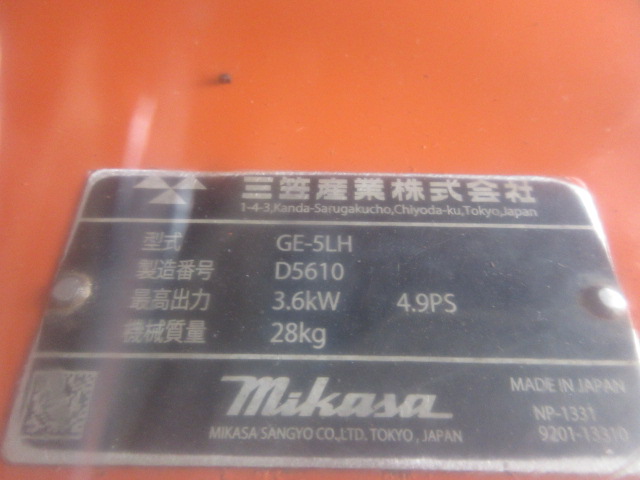 三笠産業株式会社
1-4-3,Kanda-Sarugakucho,Chiyoda-ku,Tokyo,Japan
型式 GE-5LH
製造番号 D5610
最高出力 3.6kW 4.9PS
機械質量 28kg
mikasa
MADE IN JAPAN
MIKASA SANGYO CO.,LTD. TOKYO , JAPAN
NP-1331
9201-13310